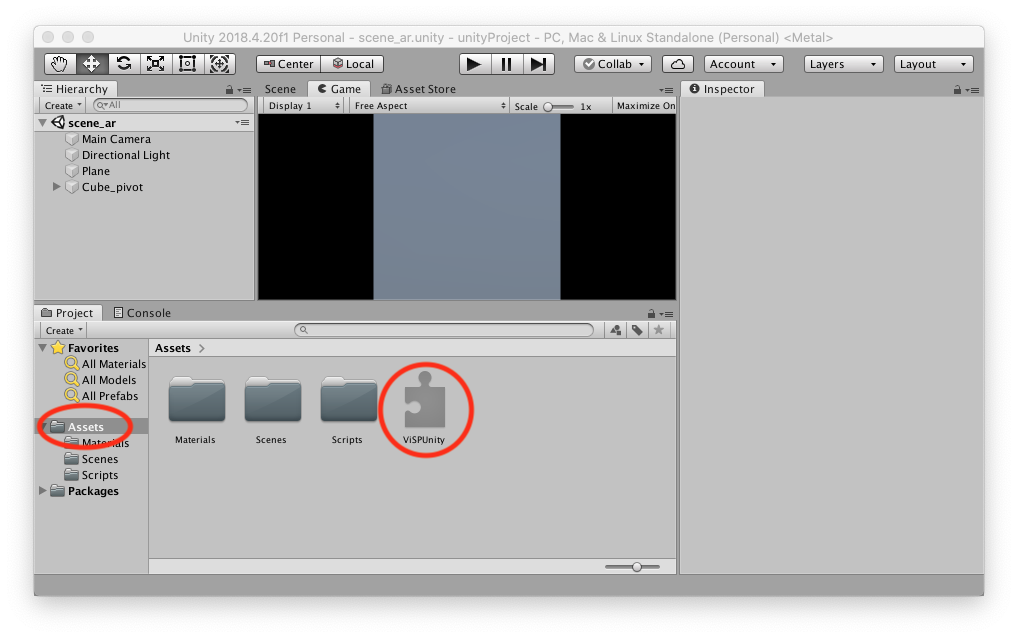 Unity 2018.4.20f1 Personal - scene_ar.unity - unityProject - PC, Mac & Linux Standalone (Personal) <Metal>
Center Local Collab Account Layers Layout
Hierarchy
Create All
scene_ar
Main Camera
Directional Light
Plane
Cube_pivot
Scene Game Asset Store
Display 1 Free Aspect Scale 1x Maximize On
Inspector
Project Console
Create
Favorites
All Materials
All Models
All Prefabs
Assets
Materials
Scenes
Scripts
Packages
Assets
Materials Scenes Scripts ViSPUnity